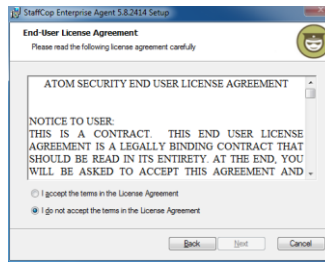 StaffCop Enterprise Agent 5.8.2414 Setup
End-User License Agreement
Please read the following license agreement carefully
ATOM SECURITY END USER LICENSE AGREEMENT
NOTICE TO USER:
THIS IS A CONTRACT. THIS END USER LICENSE
AGREEMENT IS A LEGALLY BINDING CONTRACT THAT
SHOULD BE READ IN ITS ENTIRETY. AT THE END, YOU
WILL BE ASKED TO ACCEPT THIS AGREEMENT AND
I accept the terms in the License Agreement
I do not accept the terms in the License Agreement
Back Next Cancel